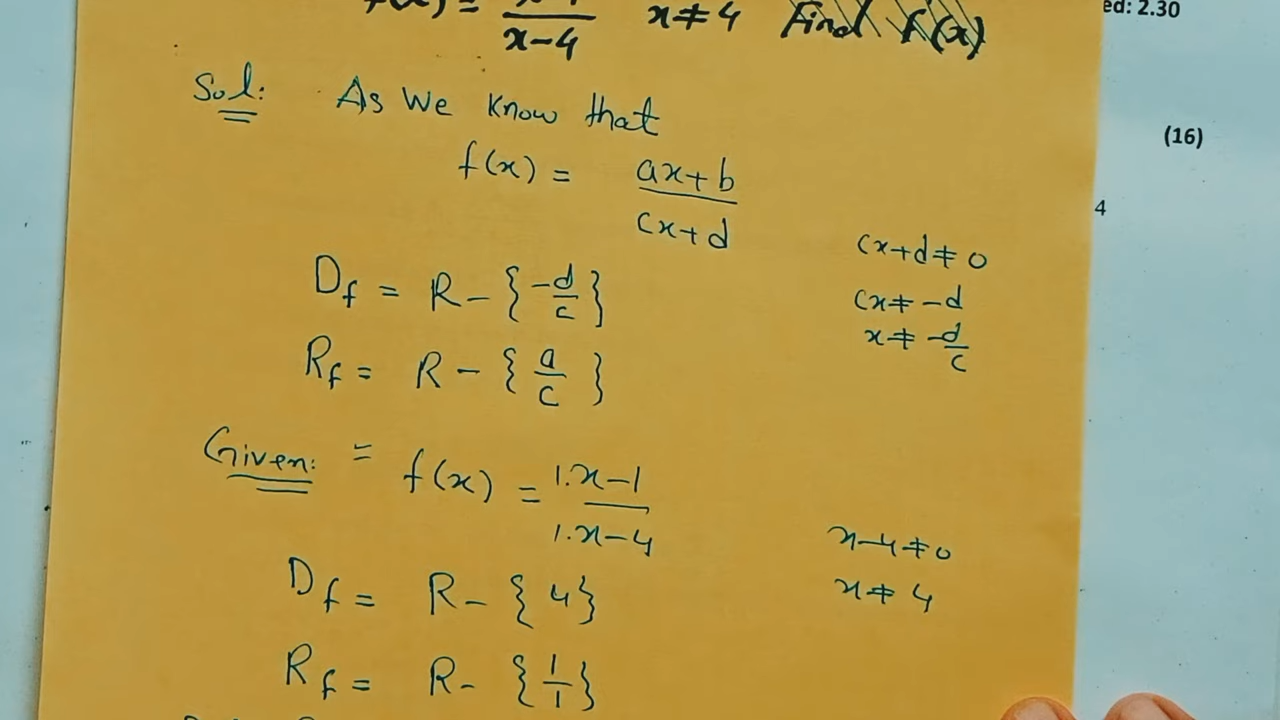 f(x) = x-1/x-4 x≠4 Find f(x)
ed: 2.30
Sol: As We Know that
(16)
f(x) = ax+b/cx+d
4
cx+d≠0
Df = R - {-d/c}
cx≠ -d
x≠ -d/c
Rf = R - {a/c}
Given: = f(x) = 1.x-1/1.x-4
x-4≠0
Df = R - {4}
x≠ 4
Rf = R - {1/1}